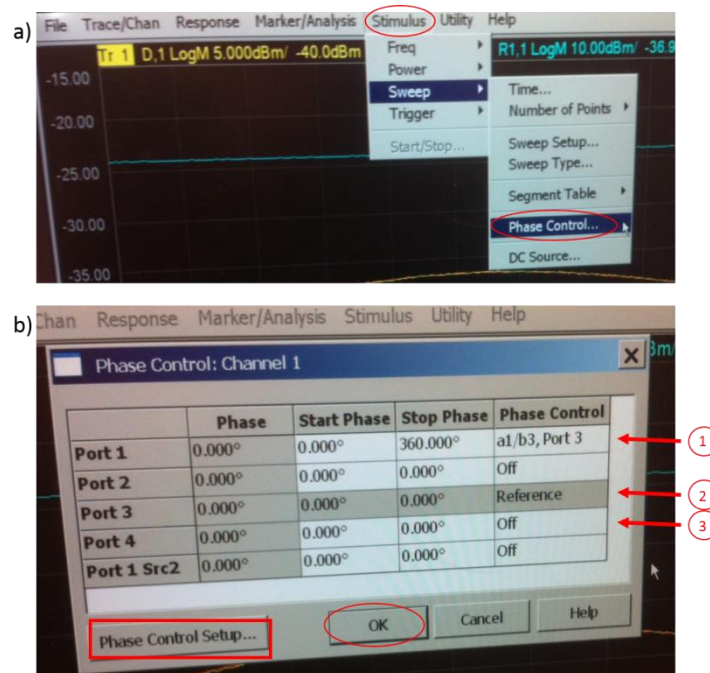 a)
File Trace/Chan Response Marker/Analysis Stimulus Utility Help
Tr 1 D,1 LogM 5.000dBm/ -40.0dBm
R1,1 LogM 10.00dBm/ -36.9
-15.00
-20.00
-25.00
-30.00
-35.00
Freq
Power
Sweep
Trigger
Start/Stop...
Time...
Number of Points
Sweep Setup...
Sweep Type...
Segment Table
Phase Control...
DC Source...
b)
Chan Response Marker/Analysis Stimulus Utility Help
Phase Control: Channel 1
Bm/
Phase Start Phase Stop Phase Phase Control
Port 1 0.000° 0.000° 360.000° a1/b3, Port 3
1
Port 2 0.000° 0.000° 0.000° Off
Port 3 0.000° 0.000° 0.000° Reference
2
Port 4 0.000° 0.000° 0.000° Off
3
Port 1 Src2 0.000° 0.000° 0.000° Off
Phase Control Setup... OK Cancel Help